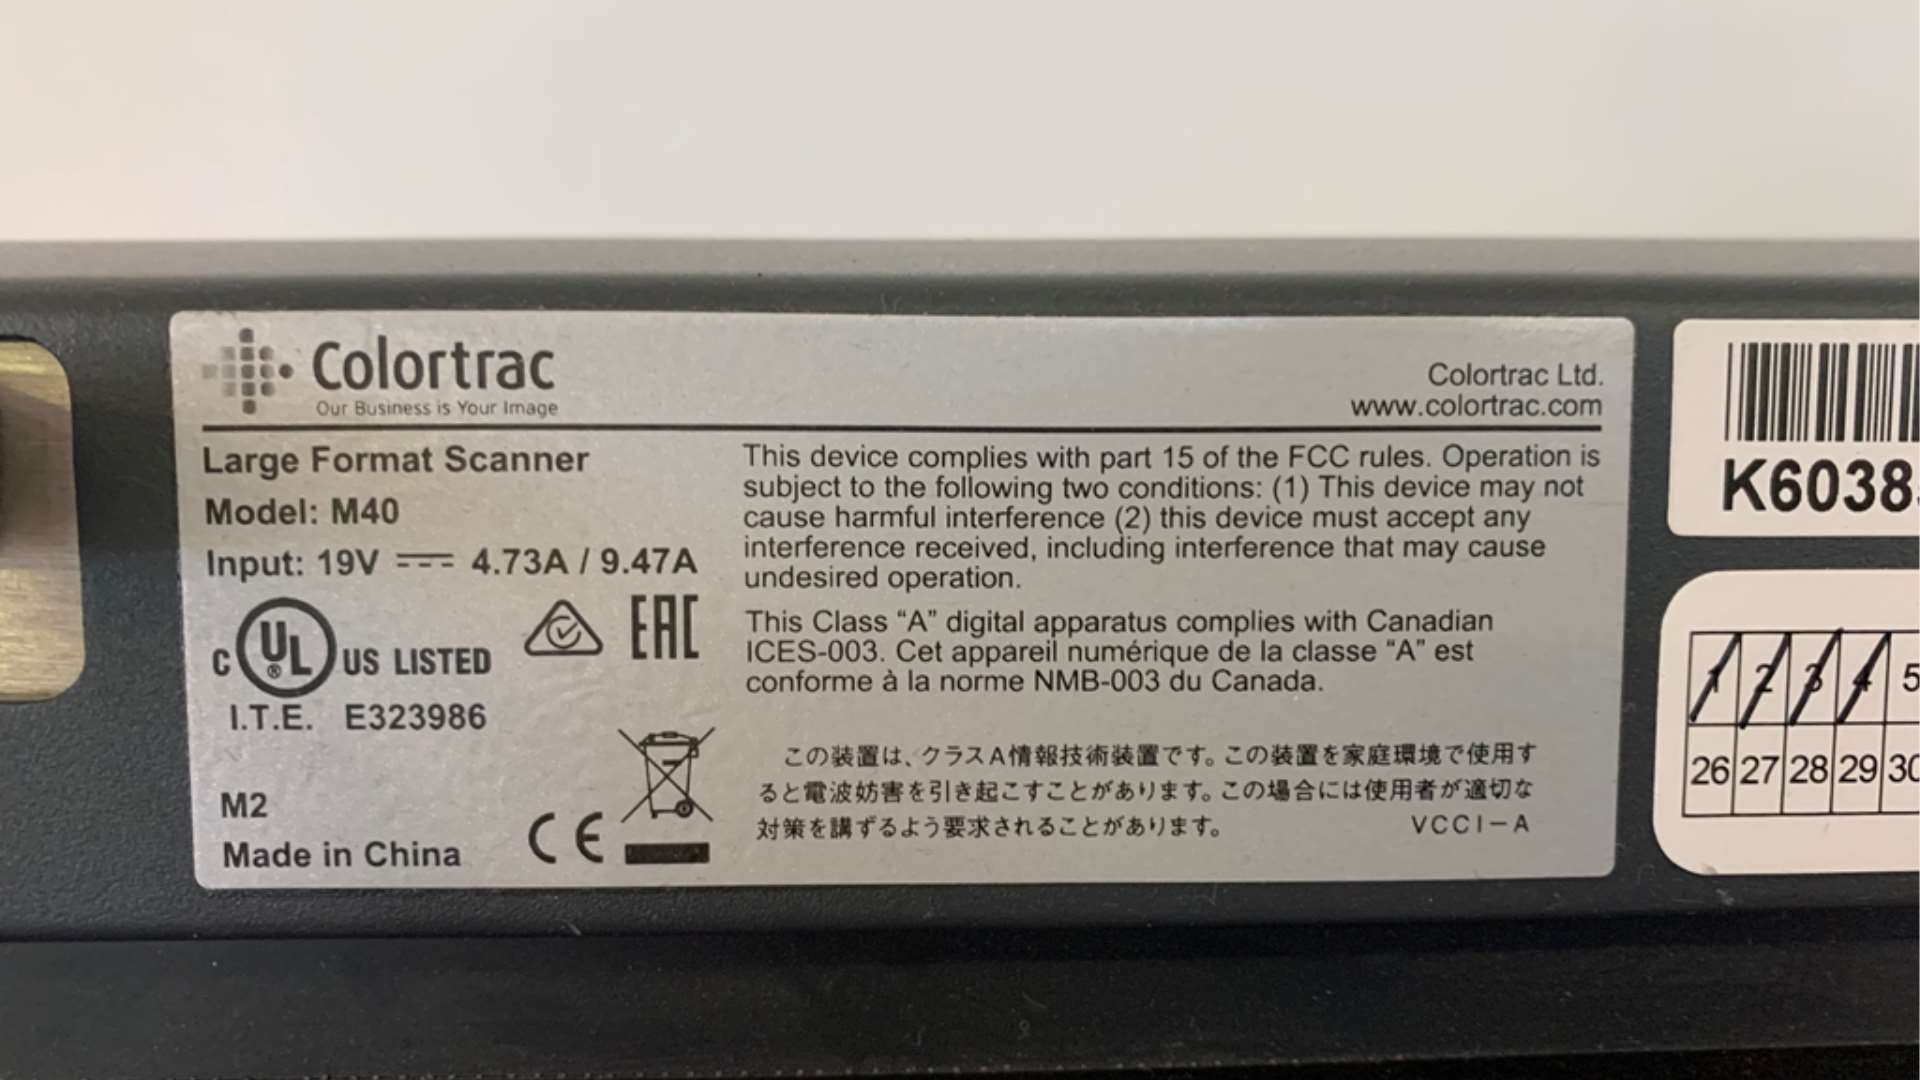 Colortrac
Our Business is Your Image
Colortrac Ltd.
www.colortrac.com
Large Format Scanner
Model: M40
Input: 19V 4.73A / 9.47A
C UL ® US LISTED
EAC
I.T.E. E323986
M2
Made in China
CE
This device complies with part 15 of the FCC rules. Operation is
subject to the following two conditions: (1) This device may not
cause harmful interference (2) this device must accept any
interference received, including interference that may cause
undesired operation.
This Class “A” digital apparatus complies with Canadian
ICES-003. Cet appareil numérique de la classe “A” est
conforme à la norme NMB-003 du Canada.
この装置は、クラスA情報技術装置です。この装置を家庭環境で使用す
ると電波妨害を引き起こすことがあります。この場合には使用者が適切な
対策を講ずるよう要求されることがあります。 VCCI-A
K6038
1 2 3 4 5
26 27 28 29 30